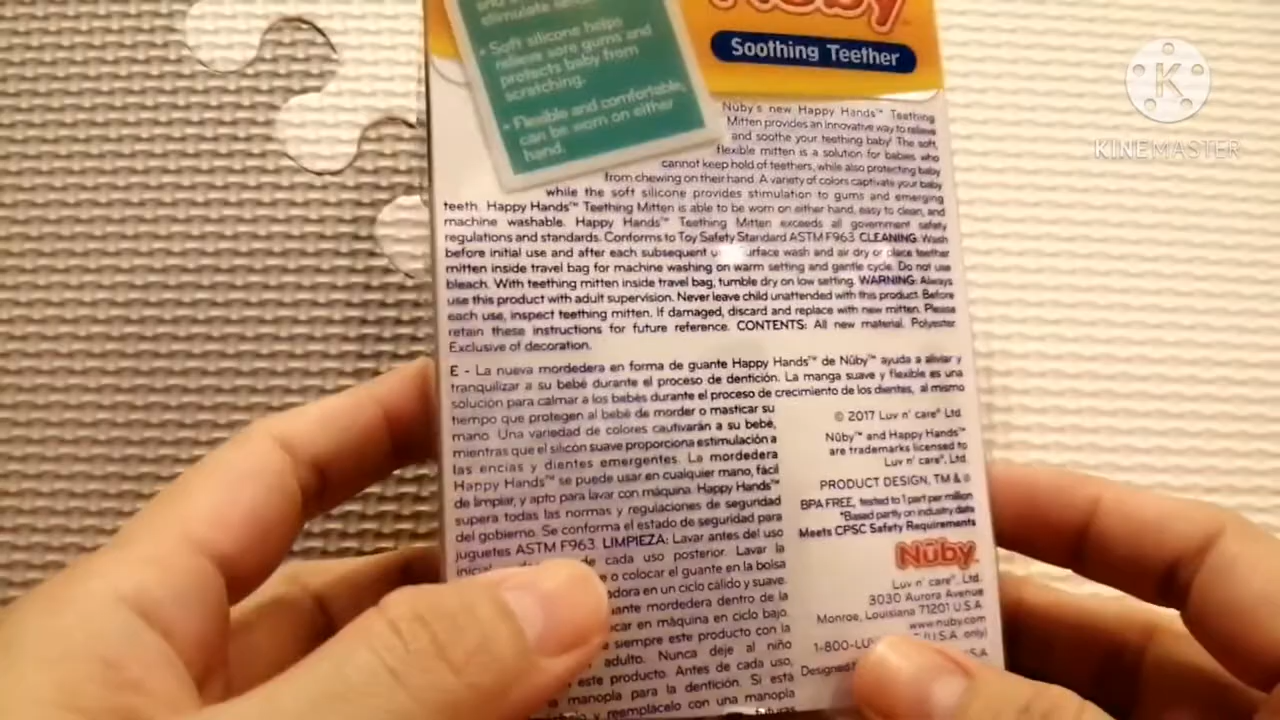 stimulate
• Soft silicone helps
relieve sore gums and
protects baby from
scratching.
• Flexible and comfortable,
can be worn on either
hand.
Nûby™
Soothing Teether
KINEMASTER
Nûby's new Happy Hands™ Teething
Mitten provides an innovative way to relieve
and soothe your teething baby! The soft,
flexible mitten is a solution for babies who
cannot keep hold of teethers, while also protecting baby
from chewing on their hand. A variety of colors captivate your baby
while the soft silicone provides stimulation to gums and emerging
teeth. Happy Hands™ Teething Mitten is able to be worn on either hand, easy to clean, and
machine washable. Happy Hands™ Teething Mitten exceeds all government safety
regulations and standards. Conforms to Toy Safety Standard ASTM F963 CLEANING: Wash
before initial use and after each subsequent surface wash and air dry or place teether
mitten inside travel bag for machine washing on warm setting and gentle cycle. Do not use
bleach. With teething mitten inside travel bag, tumble dry on low setting. WARNING: Always
use this product with adult supervision. Never leave child unattended with this product. Before
each use, inspect teething mitten. If damaged, discard and replace with new mitten. Please
retain these instructions for future reference. CONTENTS: All new material. Polyester
Exclusive of decoration.
E - La nueva mordedera en forma de guante Happy Hands™ de Nûby™ ayuda a aliviar y
tranquilizar a su bebé durante el proceso de dentición. La manga suave y flexible es una
solución para calmar a los bebés durante el proceso de crecimiento de los dientes, al mismo
tiempo que protegen al bebé de morder o masticar su
mano. Una variedad de colores cautivarán a su bebé,
mientras que el silicón suave proporciona estimulación a
las encias y dientes emergentes. La mordedera
Happy Hands™ se puede usar en cualquier mano, fácil
de limpiar, y apto para lavar con máquina. Happy Hands™
supera todas las normas y regulaciones de seguridad
del gobierno. Se conforma el estado de seguridad para
juguetes ASTM F963. LIMPIEZA: Lavar antes del uso
inicial de cada uso posterior. Lavar la
o colocar el guante en la bolsa
en un ciclo cálido y suave.
mordedera dentro de la
en máquina en ciclo bajo.
siempre este producto con la
adulto. Nunca deje al niño
este producto. Antes de cada uso,
manopla para la dentición. Si está
y reemplácelo con una manopla
futuras
© 2017 Luv n' care® Ltd.
Nûby™ and Happy Hands™
are trademarks licensed to
Luv n' care®, Ltd.
PRODUCT DESIGN, TM & ®
BPA FREE, tested to 1 part per million
*Based partly on industry data
Meets CPSC Safety Requirements
Nûby™
Luv n' care®, Ltd.
3030 Aurora Avenue
Monroe, Louisiana 71201 U.S.A.
www.nuby.com
1-800-LUV (U.S.A. only)
Designed